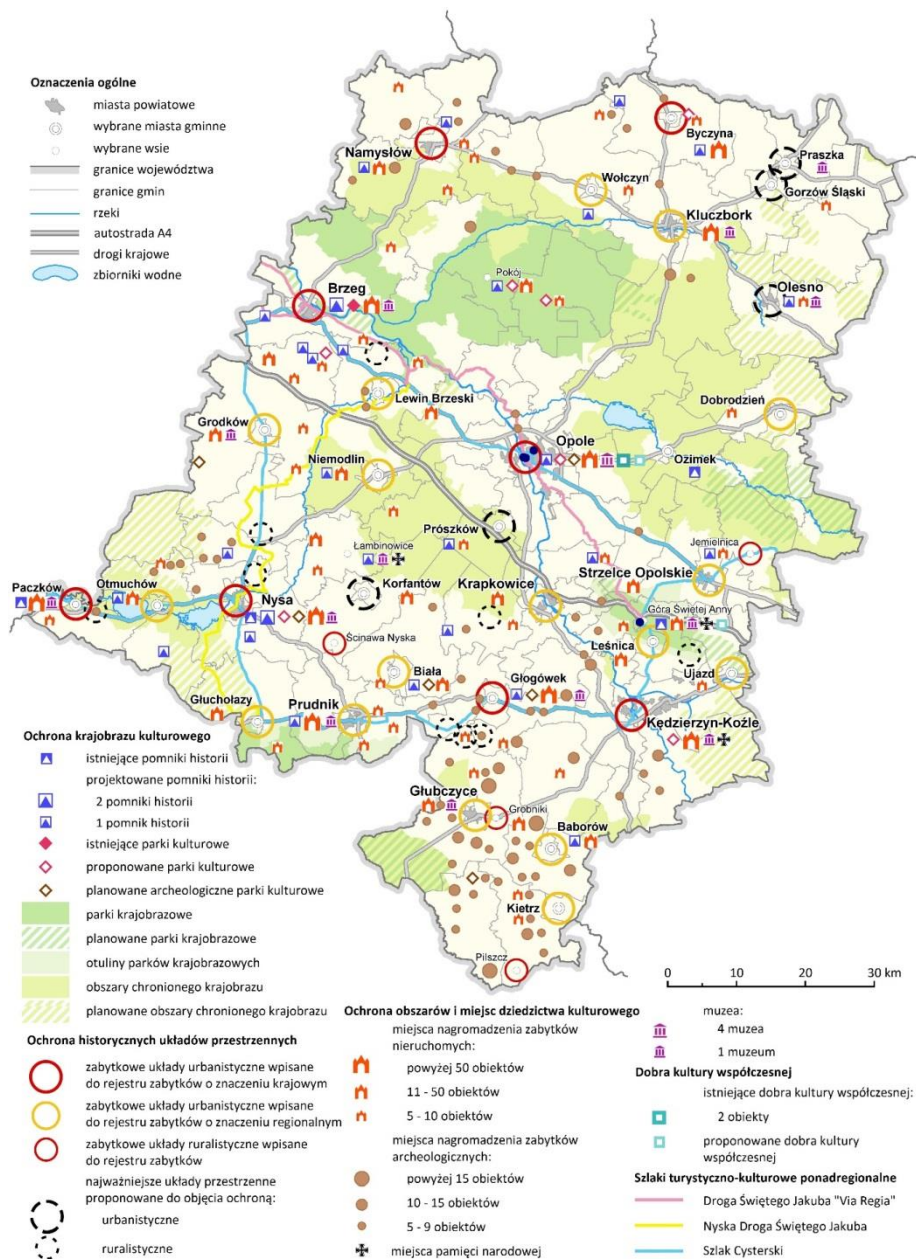 Oznaczenia ogólne
miasta powiatowe
wybrane miasta gminne
wybrane wsie
granice województwa
granice gmin
rzeki
autostrada A4
drogi krajowe
zbiorniki wodne
Byczyna
Namysłów
Praszka
Wołczyn
Gorzów Śląski
Kluczbork
Pokój
Brzeg
Olesno
Lewin Brzeski
Dobrodzień
Grodków
Opole
Niemodlin
Ozimek
Prószków
Łambinowice
Jemielnica
Strzelce Opolskie
Paczków
Otmuchów
Nysa
Korfantów
Krapkowice
Góra Świętej Anny
Ścinawa Nyska
Leśnica
Biała
Ujazd
Głogówek
Głuchołazy
Prudnik
Kędzierzyn-Koźle
Głubczyce
Grobniki
Baborów
Kietrz
Pilszcz
Ochrona krajobrazu kulturowego
istniejące pomniki historii
projektowane pomniki historii:
2 pomniki historii
1 pomnik historii
istniejące parki kulturowe
proponowane parki kulturowe
planowane archeologiczne parki kulturowe
parki krajobrazowe
planowane parki krajobrazowe
otuliny parków krajobrazowych
obszary chronionego krajobrazu
planowane obszary chronionego krajobrazu
Ochrona historycznych układów przestrzennych
zabytkowe układy urbanistyczne wpisane
do rejestru zabytków o znaczeniu krajowym
zabytkowe układy urbanistyczne wpisane
do rejestru zabytków o znaczeniu regionalnym
zabytkowe układy ruralistyczne wpisane
do rejestru zabytków
najważniejsze układy przestrzenne
proponowane do objęcia ochroną:
urbanistyczne
ruralistyczne
Ochrona obszarów i miejsc dziedzictwa kulturowego
miejsca nagromadzenia zabytków
nieruchomych:
powyżej 50 obiektów
11 - 50 obiektów
5 - 10 obiektów
miejsca nagromadzenia zabytków
archeologicznych:
powyżej 15 obiektów
10 - 15 obiektów
5 - 9 obiektów
miejsca pamięci narodowej
0 10 20 30 km
muzea:
4 muzea
1 muzeum
Dobra kultury współczesnej
istniejące dobra kultury współczesnej:
2 obiekty
proponowane dobra kultury
współczesnej
Szlaki turystyczno-kulturowe ponadregionalne
Droga Świętego Jakuba "Via Regia"
Nyska Droga Świętego Jakuba
Szlak Cysterski